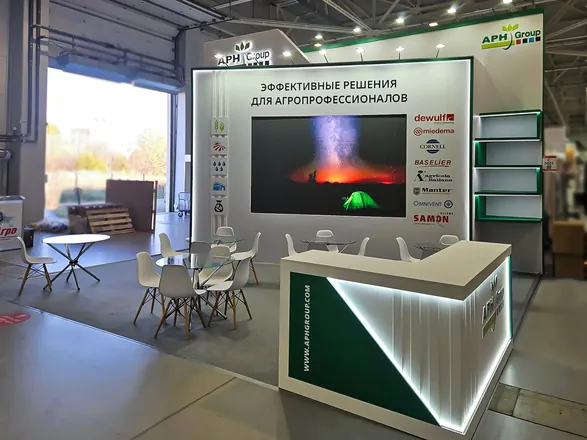 APH Group
APH Group
ЭФФЕКТИВНЫЕ РЕШЕНИЯ
ДЛЯ АГРОПРОФЕССИОНАЛОВ
dewulf
miedema
CORNELL
BASELIER
Agricola
italiana
Manter
OMNIVENT
SAMON
WWW.APHGROUP.COM
APH